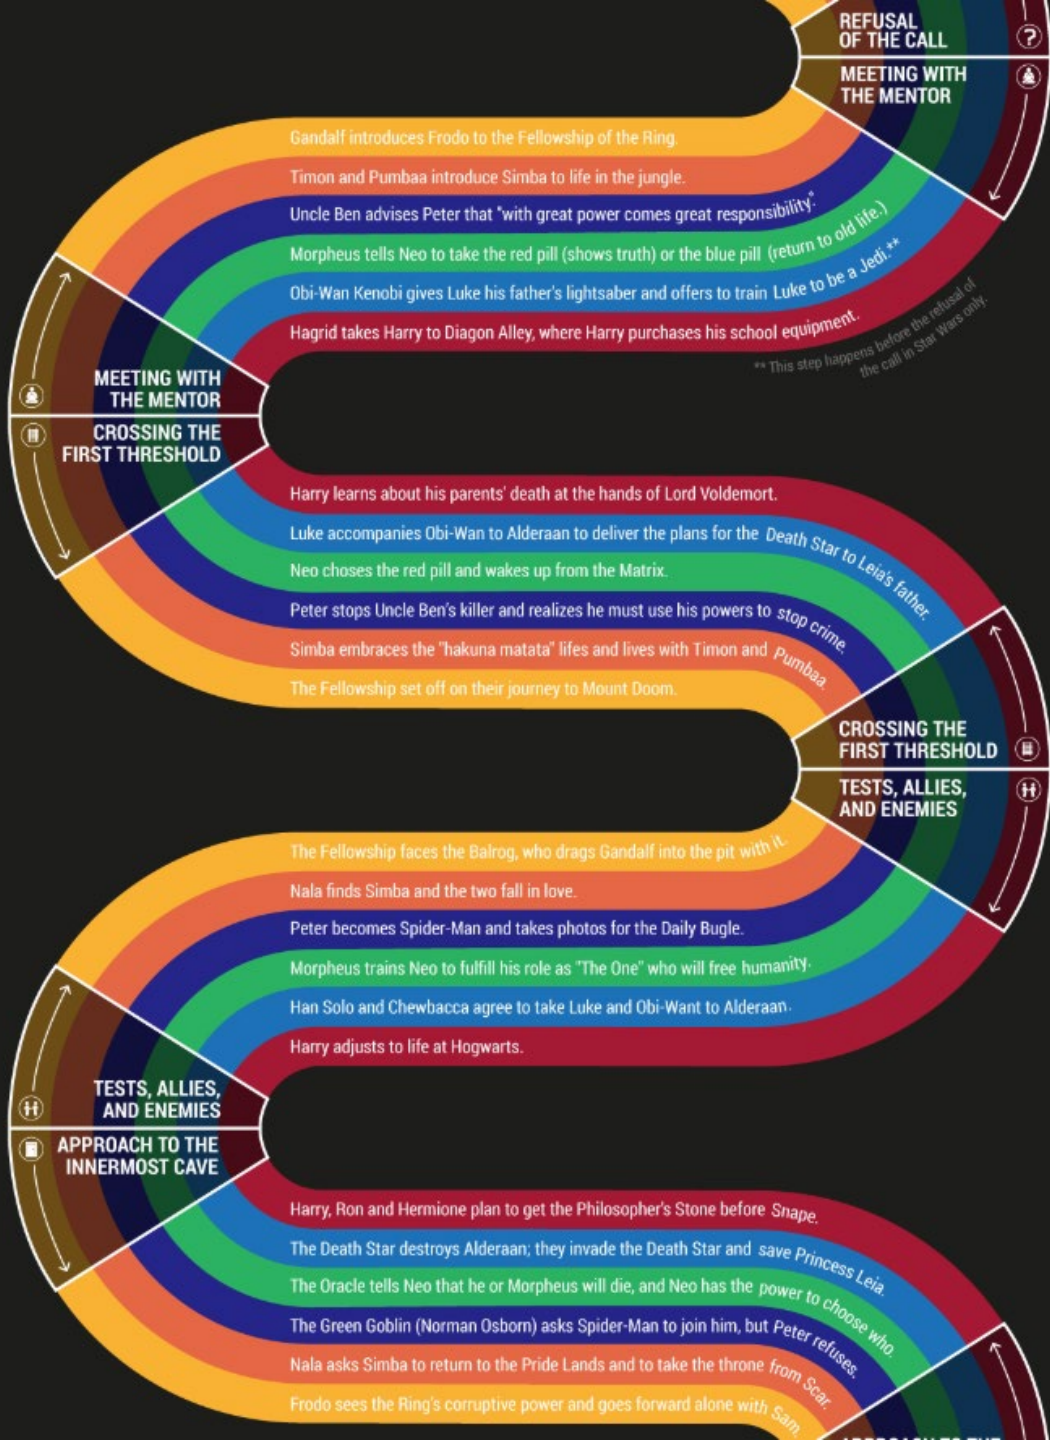 REFUSAL
OF THE CALL
?
MEETING WITH
THE MENTOR
Gandalf introduces Frodo to the Fellowship of the Ring.
Timon and Pumbaa introduce Simba to life in the jungle.
Uncle Ben advises Peter that "with great power comes great responsibility".
Morpheus tells Neo to take the red pill (shows truth) or the blue pill (return to old life.)
Obi-Wan Kenobi gives Luke his father's lightsaber and offers to train Luke to be a Jedi.**
Hagrid takes Harry to Diagon Alley, where Harry purchases his school equipment.
** This step happens before the refusal of
the call in Star Wars only.
MEETING WITH
THE MENTOR
CROSSING THE
FIRST THRESHOLD
Harry learns about his parents' death at the hands of Lord Voldemort.
Luke accompanies Obi-Wan to Alderaan to deliver the plans for the Death Star to Leia's father.
Neo choses the red pill and wakes up from the Matrix.
Peter stops Uncle Ben's killer and realizes he must use his powers to stop crime.
Simba embraces the "hakuna matata" lifes and lives with Timon and Pumbaa.
The Fellowship set off on their journey to Mount Doom.
CROSSING THE
FIRST THRESHOLD
TESTS, ALLIES,
AND ENEMIES
The Fellowship faces the Balrog, who drags Gandalf into the pit with it.
Nala finds Simba and the two fall in love.
Peter becomes Spider-Man and takes photos for the Daily Bugle.
Morpheus trains Neo to fulfill his role as "The One" who will free humanity.
Han Solo and Chewbacca agree to take Luke and Obi-Want to Alderaan.
Harry adjusts to life at Hogwarts.
TESTS, ALLIES,
AND ENEMIES
APPROACH TO THE
INNERMOST CAVE
Harry, Ron and Hermione plan to get the Philosopher's Stone before Snape.
The Death Star destroys Alderaan; they invade the Death Star and save Princess Leia.
The Oracle tells Neo that he or Morpheus will die, and Neo has the power to choose who.
The Green Goblin (Norman Osborn) asks Spider-Man to join him, but Peter refuses.
Nala asks Simba to return to the Pride Lands and to take the throne from Scar.
Frodo sees the Ring's corruptive power and goes forward alone with Sam.